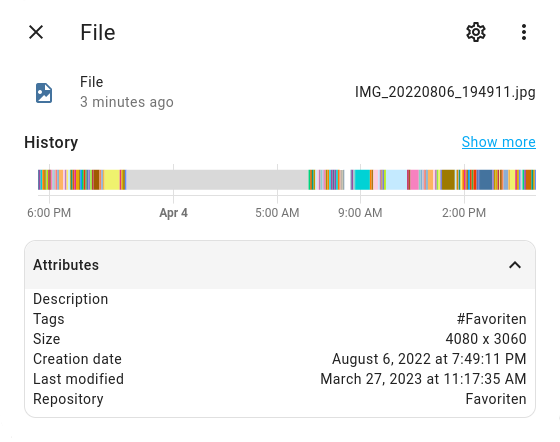 File
File
3 minutes ago
IMG_20220806_194911.jpg
History
Show more
6:00 PM Apr 4 5:00 AM 9:00 AM 2:00 PM
Attributes
Description
Tags #Favoriten
Size 4080 x 3060
Creation date August 6, 2022 at 7:49:11 PM
Last modified March 27, 2023 at 11:17:35 AM
Repository Favoriten